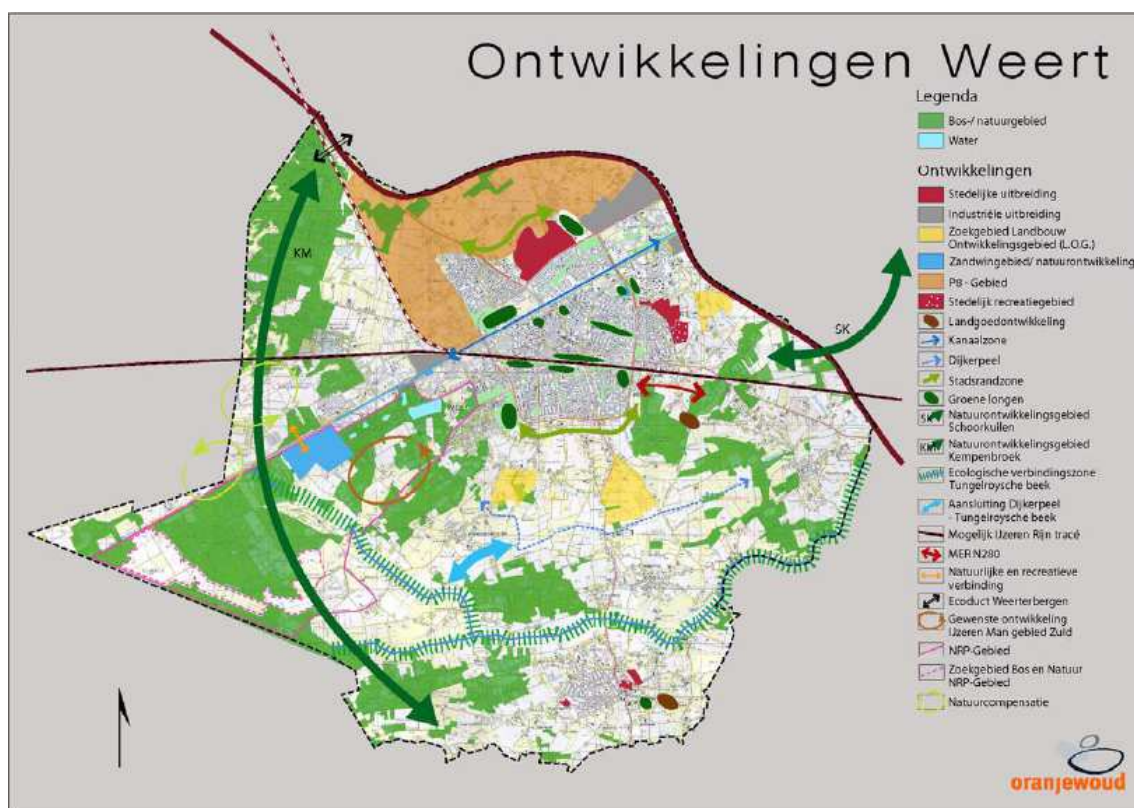 Ontwikkelingen Weert
Legenda
Bos-/ natuurgebied
Water
Ontwikkelingen
Stedelijke uitbreiding
Industriële uitbreiding
Zoekgebied Landbouw
Ontwikkelingsgebied (L.O.G.)
Zandwingebied/ natuurontwikkeling
P8 - Gebied
Stedelijk recreatiegebied
Landgoedontwikkeling
Kanaalzone
Dijkerpeel
Stadsrandzone
Groene longen
SK
Natuurontwikkelingsgebied
Schoorkuilen
KM
Natuurontwikkelingsgebied
Kempenbroek
Ecologische verbindingszone
Tungelroysche beek
Aansluiting Dijkerpeel
- Tungelroysche beek
Mogelijk IJzeren Rijn tracé
MER N280
Natuurlijke en recreatieve
verbinding
Ecoduct Weerterbergen
Gewenste ontwikkeling
IJzeren Man gebied Zuid
NRP-Gebied
Zoekgebied Bos en Natuur
NRP-Gebied
Natuurcompensatie
KM
SK
oranjewoud